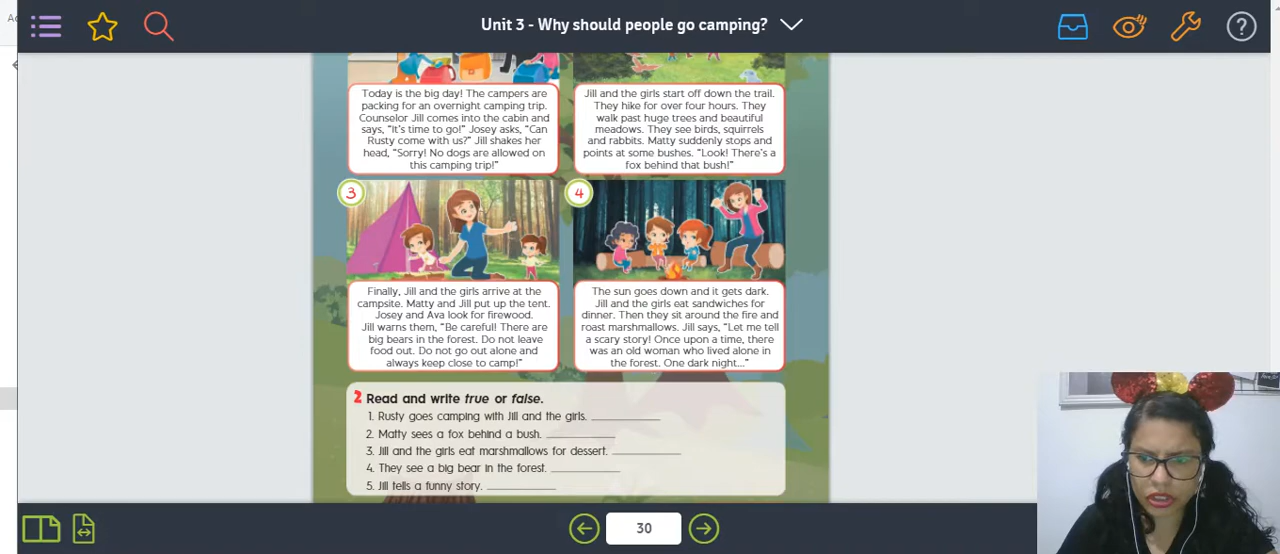 Unit 3 - Why should people go camping?
Today is the big day! The campers are
packing for an overnight camping trip.
Counselor Jill comes into the cabin and
says, "It's time to go!" Josey asks, "Can
Rusty come with us?" Jill shakes her
head, "Sorry! No dogs are allowed on
this camping trip!"
Jill and the girls start off down the trail.
They hike for over four hours. They
walk past huge trees and beautiful
meadows. They see birds, squirrels
and rabbits. Matty suddenly stops and
points at some bushes. "Look! There's a
fox behind that bush!"
3
Finally, Jill and the girls arrive at the
campsite. Matty and Jill put up the tent.
Josey and Ava look for firewood.
Jill warns them, "Be careful! There are
big bears in the forest. Do not leave
food out. Do not go out alone and
always keep close to camp!"
4
The sun goes down and it gets dark.
Jill and the girls eat sandwiches for
dinner. Then they sit around the fire and
roast marshmallows. Jill says, "Let me tell
a scary story! Once upon a time, there
was an old woman who lived alone in
the forest. One dark night..."
2 Read and write true or false.
1. Rusty goes camping with Jill and the girls.
2. Matty sees a fox behind a bush.
3. Jill and the girls eat marshmallows for dessert.
4. They see a big bear in the forest.
5. Jill tells a funny story.
30